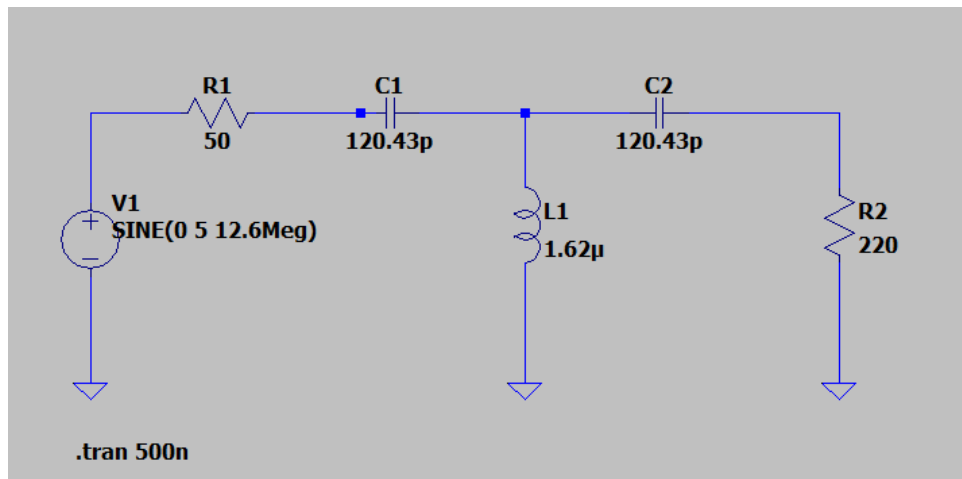 R1
50
C1
120.43p
C2
120.43p
V1
SINE(0 5 12.6Meg)
L1
1.62µ
R2
220
.tran 500n